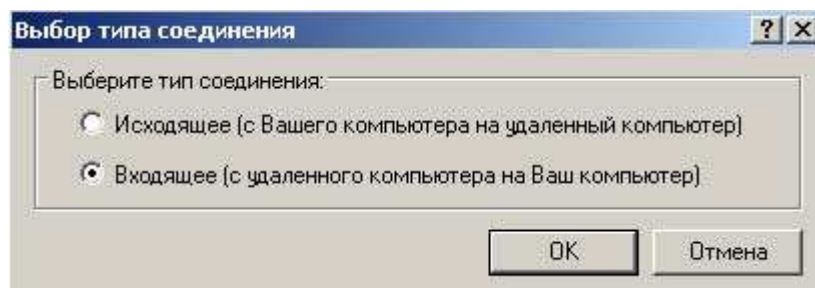 Выбор типа соединения
Выберите тип соединения:
Исходящее (с Вашего компьютера на удаленный компьютер)
Входящее (с удаленного компьютера на Ваш компьютер)
OK Отмена